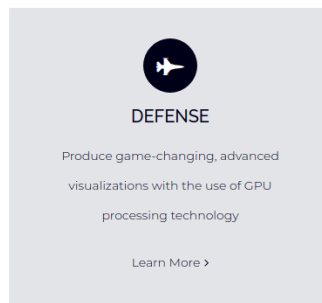 DEFENSE
Produce game-changing, advanced
visualizations with the use of GPU
processing technology
Learn More >